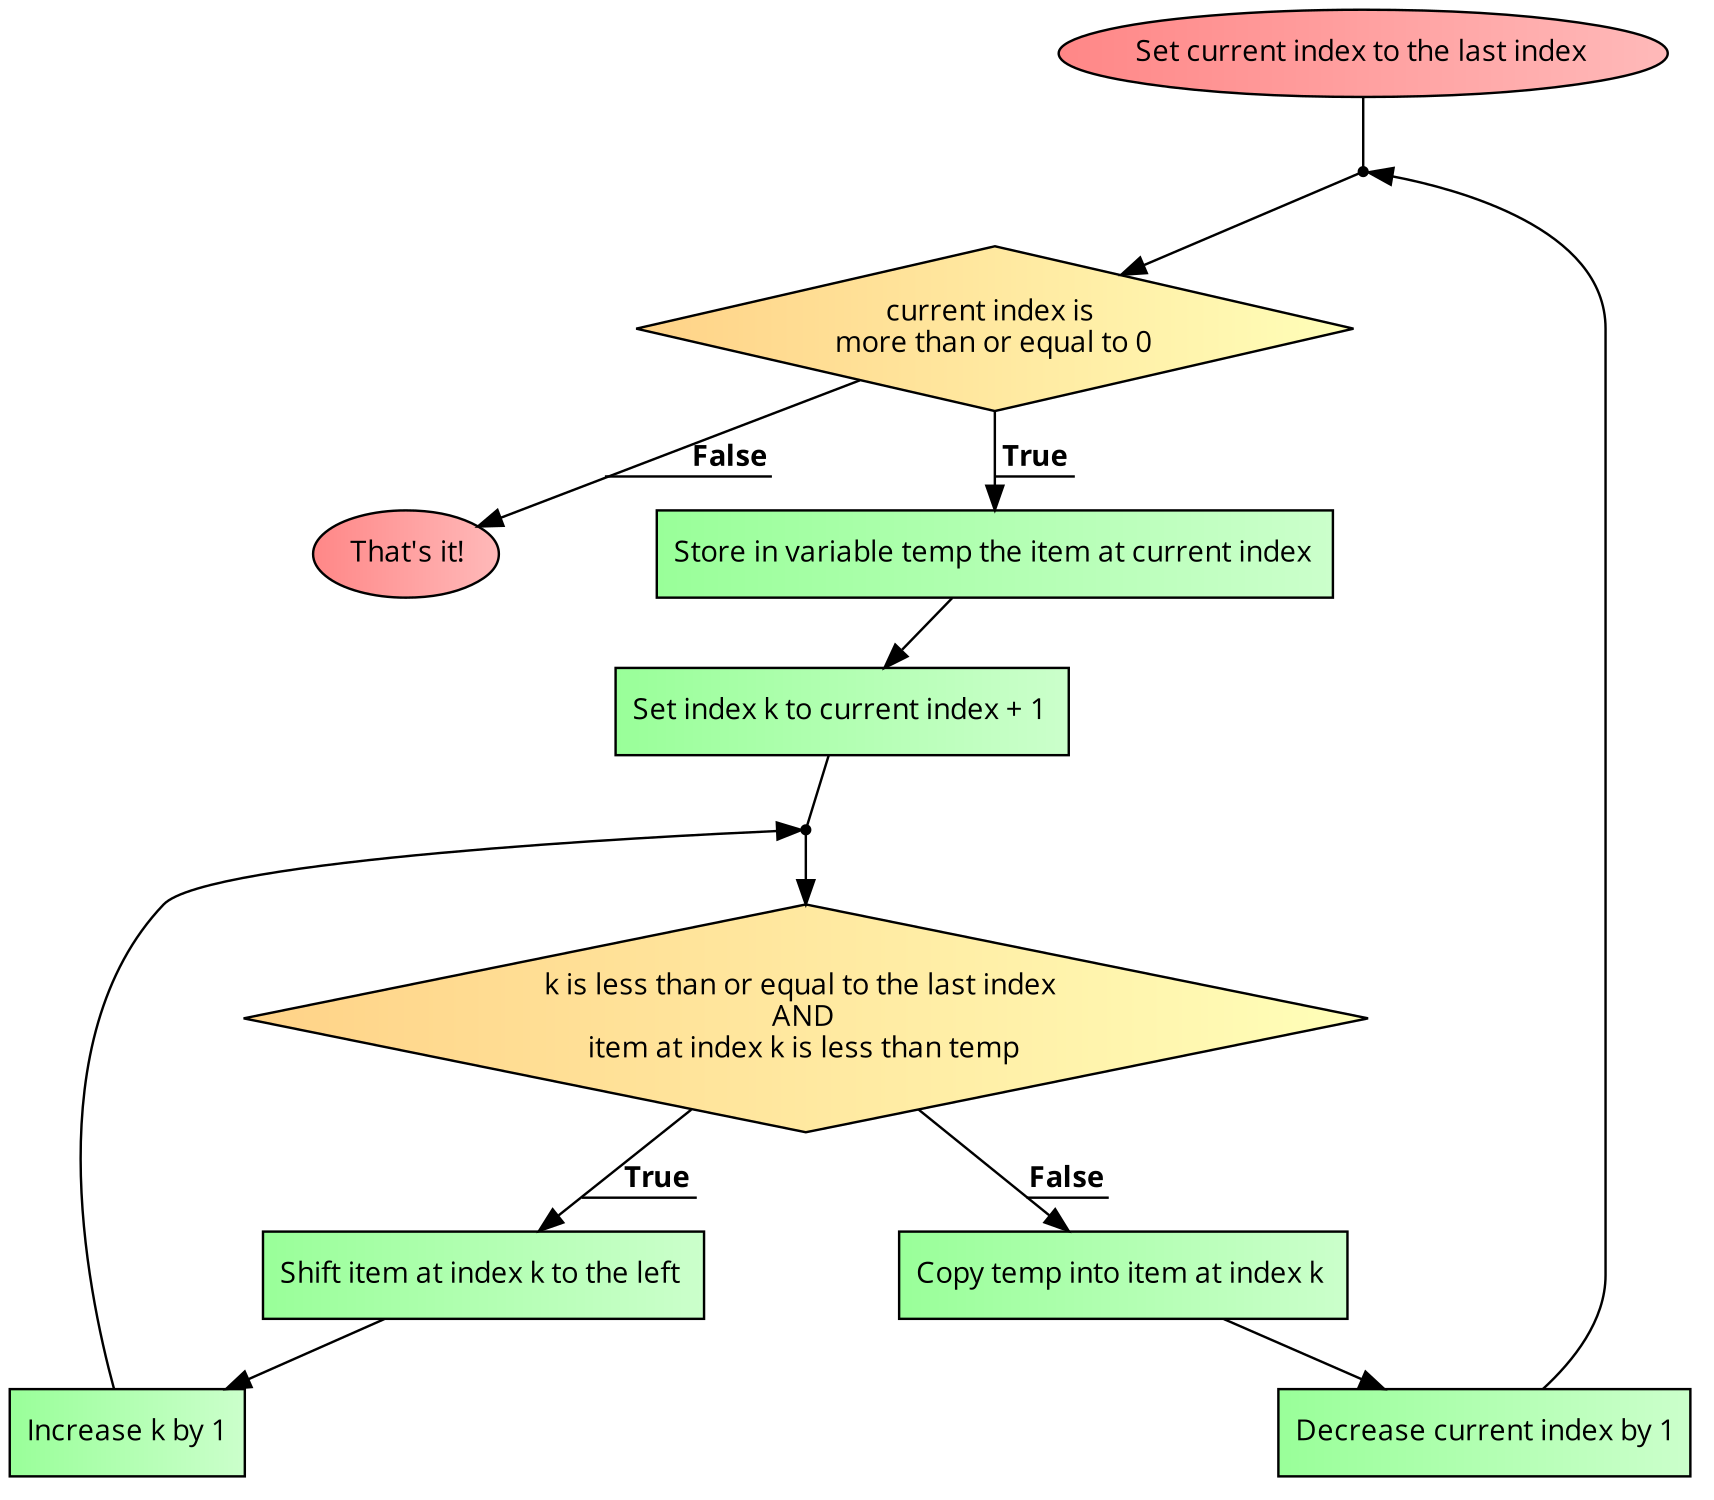 Set current index to the last index
current index is
more than or equal to 0
False
True
That's it!
Store in variable temp the item at current index
Set index k to current index + 1
k is less than or equal to the last index
AND
item at index k is less than temp
True
False
Shift item at index k to the left
Copy temp into item at index k
Increase k by 1
Decrease current index by 1